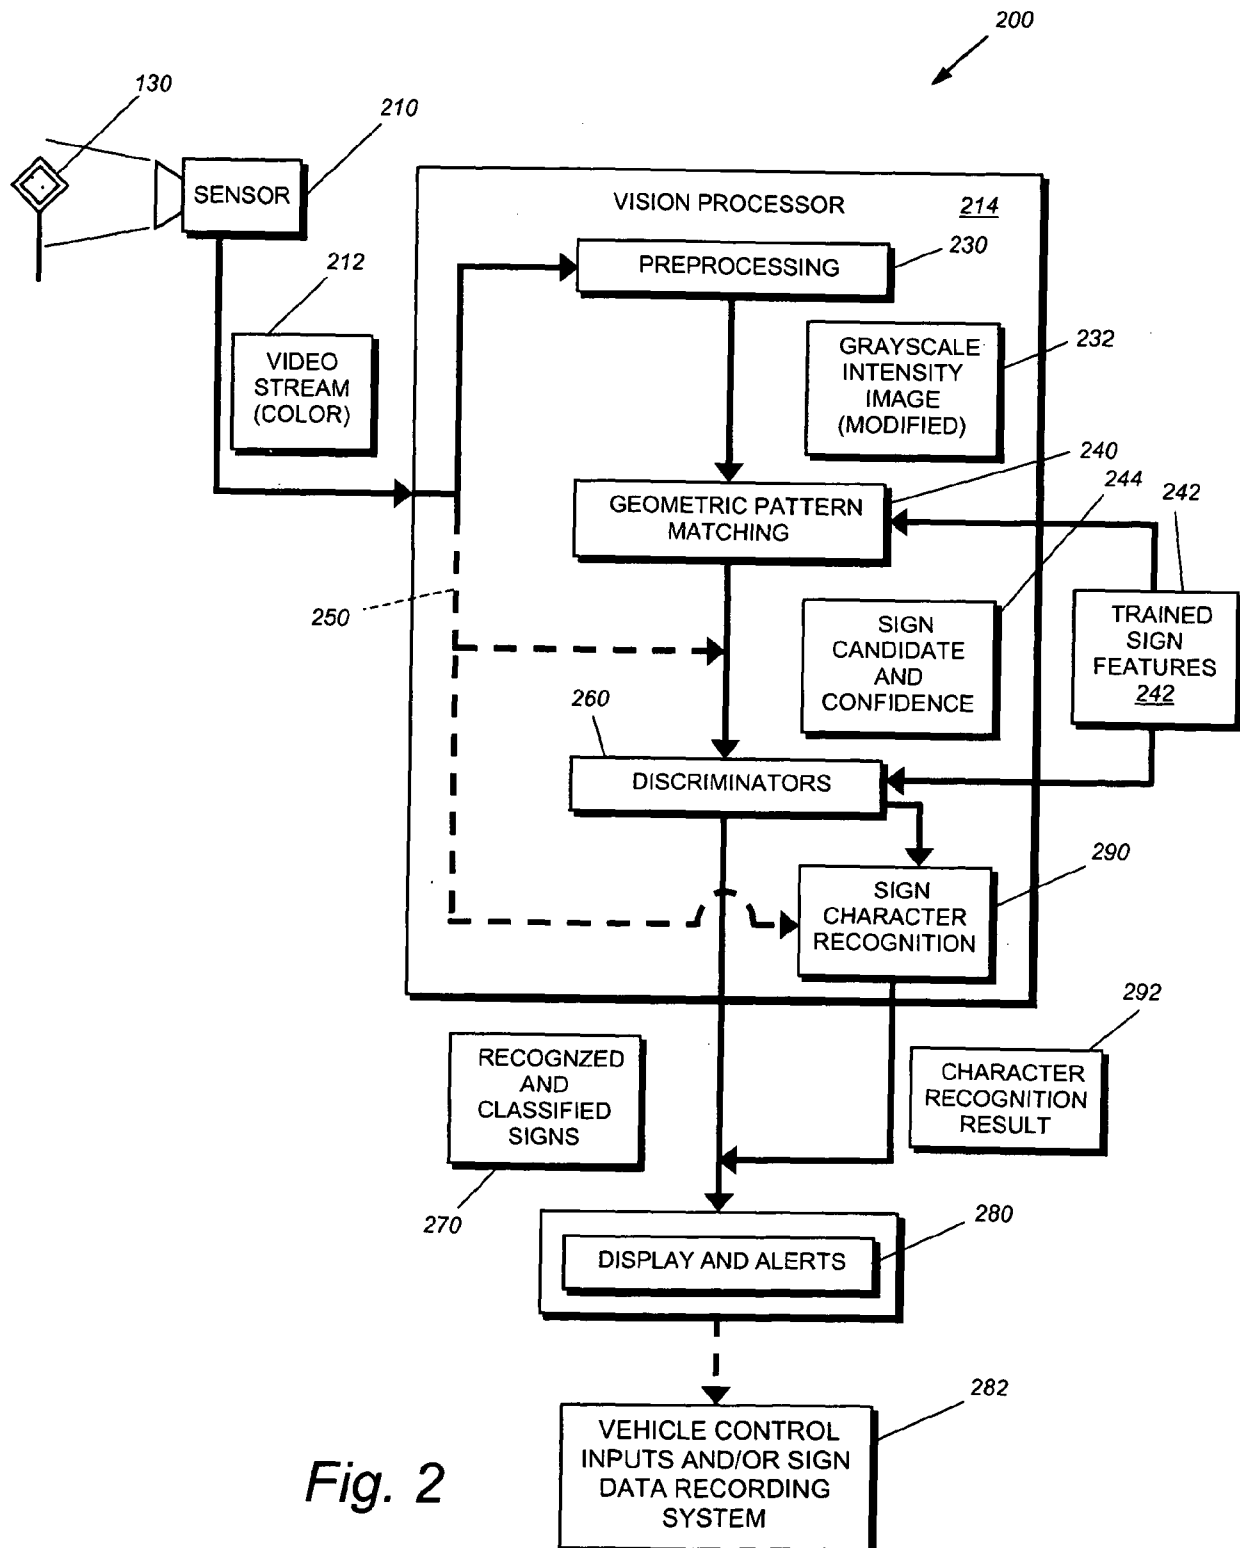 200
130
210
SENSOR
VISION PROCESSOR
214
PREPROCESSING
230
212
VIDEO
STREAM
(COLOR)
GRAYSCALE
INTENSITY
IMAGE
(MODIFIED)
232
240
244
242
GEOMETRIC PATTERN
MATCHING
250
SIGN
CANDIDATE
AND
CONFIDENCE
TRAINED
SIGN
FEATURES
242
260
DISCRIMINATORS
290
SIGN
CHARACTER
RECOGNITION
292
RECOGNZED
AND
CLASSIFIED
SIGNS
CHARACTER
RECOGNITION
RESULT
270
280
DISPLAY AND ALERTS
282
VEHICLE CONTROL
INPUTS AND/OR SIGN
DATA RECORDING
SYSTEM
Fig. 2